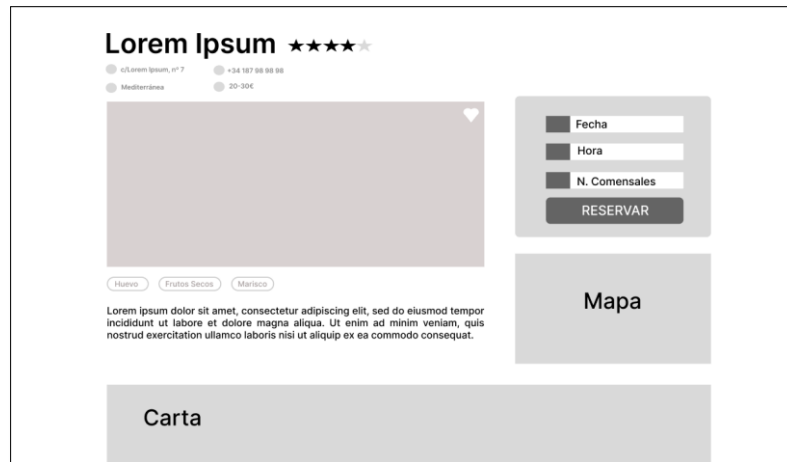 Lorem Ipsum
c/Lorem Ipsum, nº 7
+34 187 98 98 98
Mediterránea
20-30€
Fecha
Hora
N. Comensales
RESERVAR
Huevo
Frutos Secos
Marisco
Lorem ipsum dolor sit amet, consectetur adipiscing elit, sed do eiusmod tempor
incididunt ut labore et dolore magna aliqua. Ut enim ad minim veniam, quis
nostrud exercitation ullamco laboris nisi ut aliquip ex ea commodo consequat.
Mapa
Carta